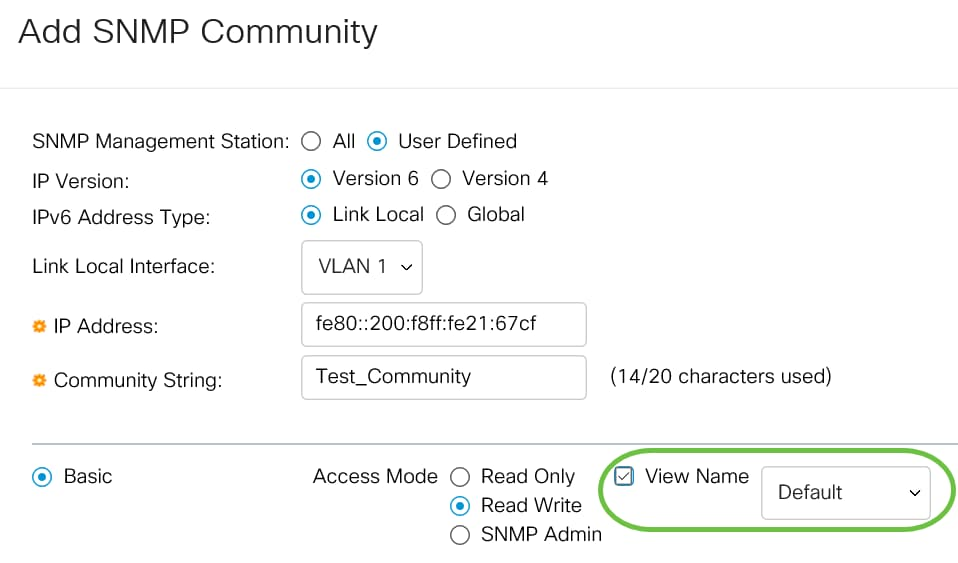 Add SNMP Community
SNMP Management Station: All User Defined
IP Version: Version 6 Version 4
IPv6 Address Type: Link Local Global
Link Local Interface: VLAN 1
IP Address: fe80::200:f8ff:fe21:67cf
Community String: Test_Community (14/20 characters used)
Basic Access Mode Read Only View Name Default
Read Write
SNMP Admin